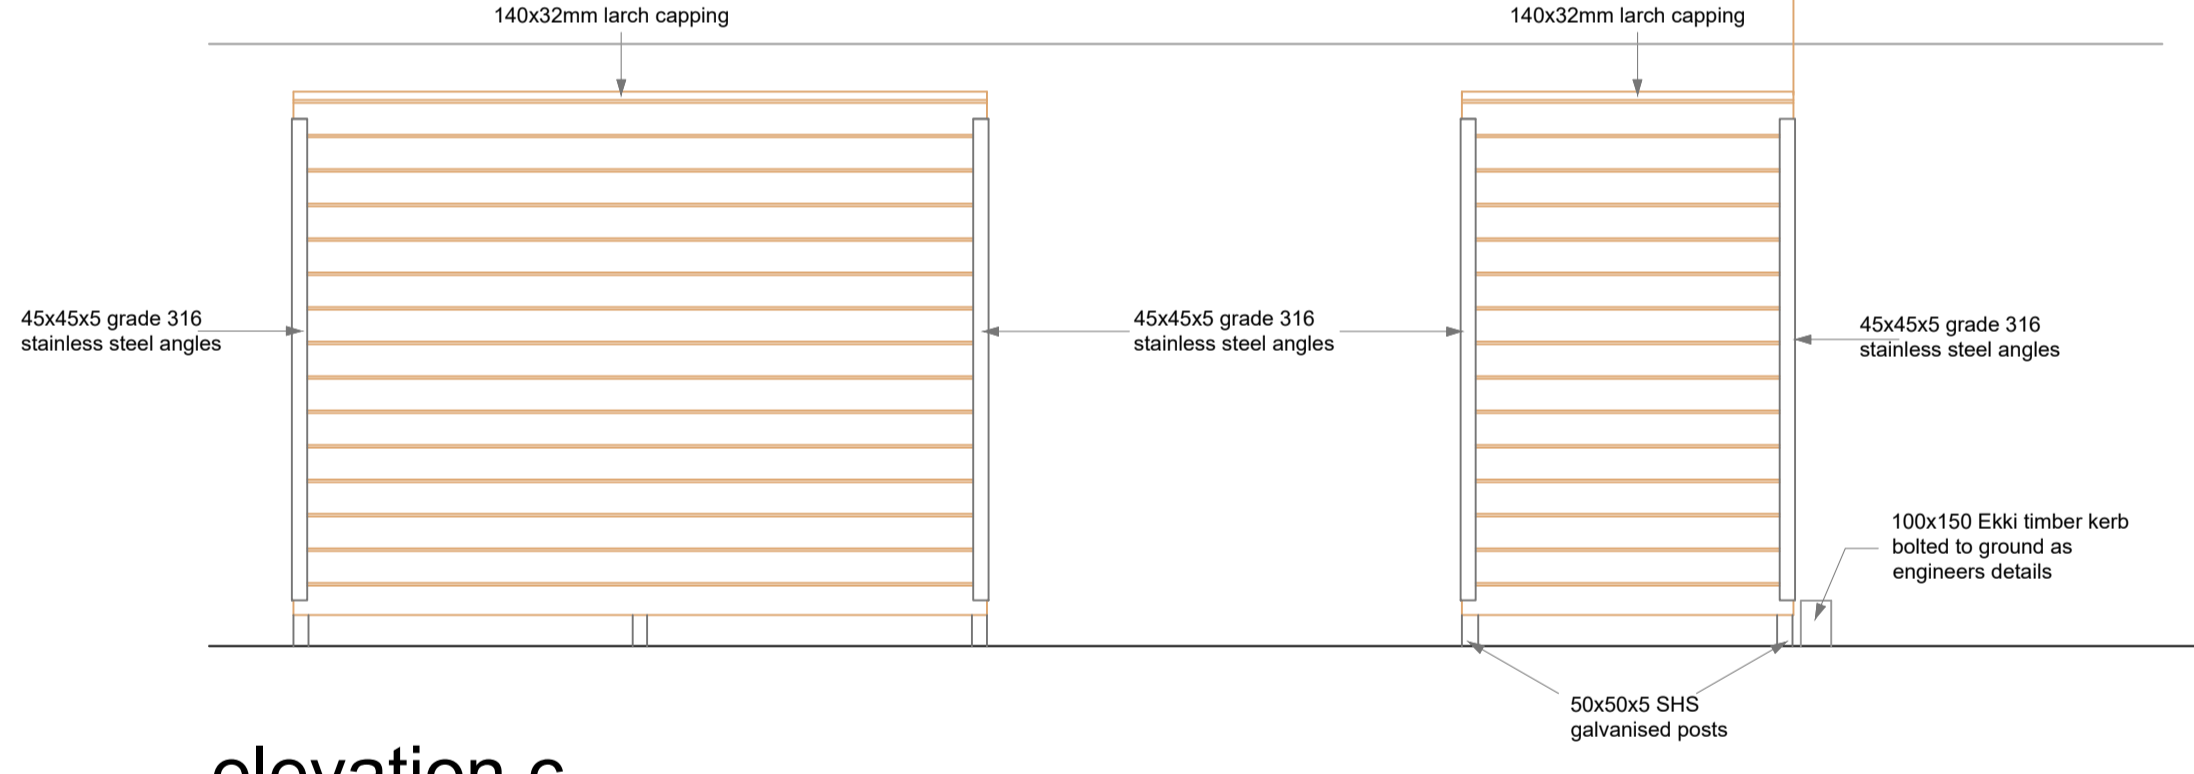 140x32mm larch capping
140x32mm larch capping
45x45x5 grade 316
stainless steel angles
45x45x5 grade 316
stainless steel angles
45x45x5 grade 316
stainless steel angles
100x150 Ekki timber kerb
bolted to ground as
engineers details
50x50x5 SHS
galvanised posts
elevation c